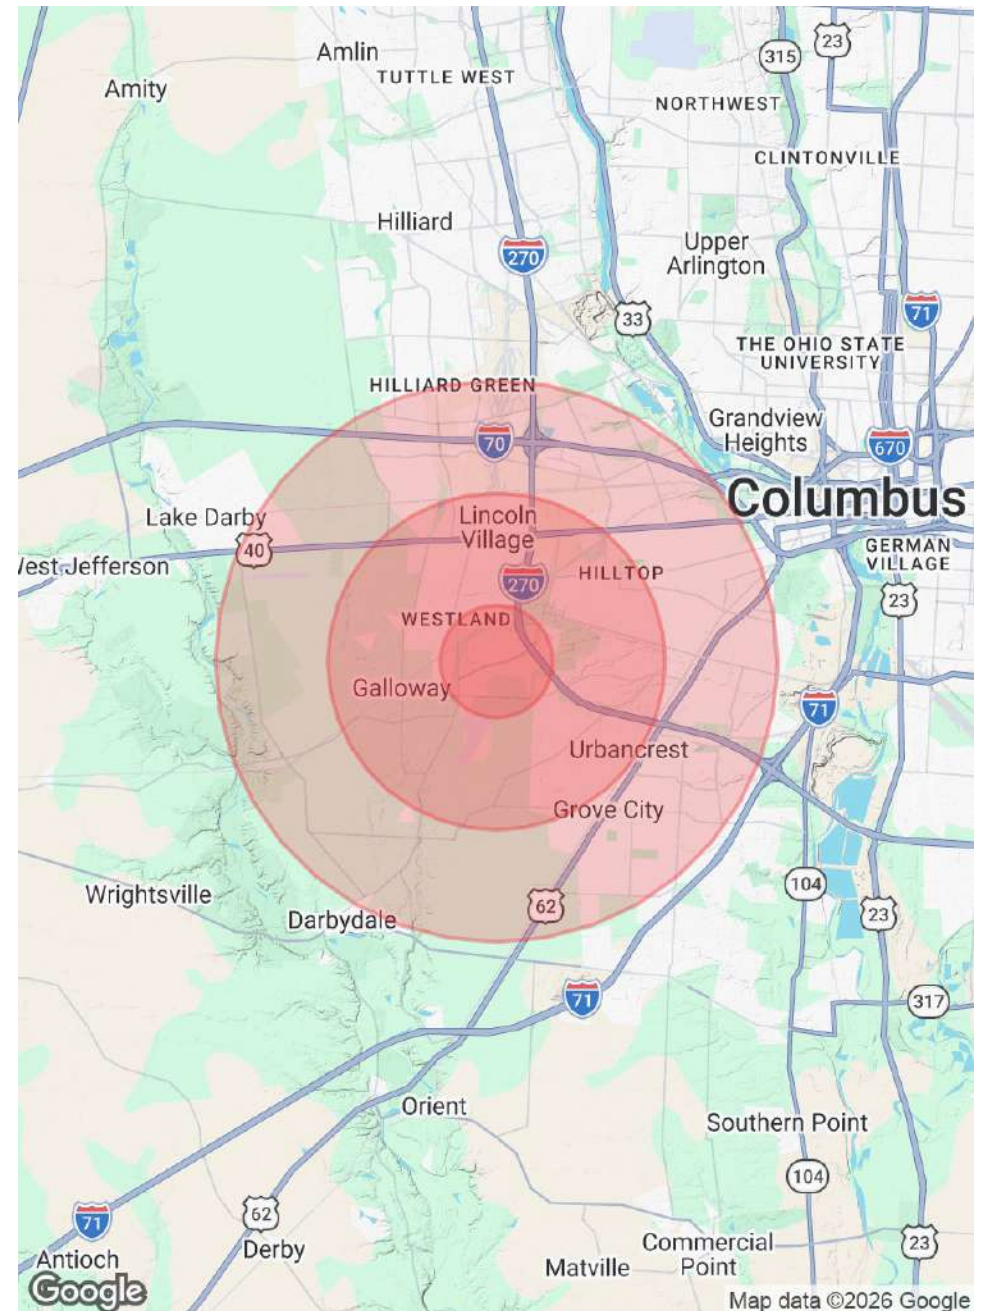 Amlin
TUTTLE WEST
Amity
315
23
NORTHWEST
CLINTONVILLE
Hilliard
270
Upper
Arlington
33
71
THE OHIO STATE
UNIVERSITY
HILLIARD GREEN
70
Grandview
Heights
670
Columbus
Lake Darby
40
Lincoln
Village
GERMAN
VILLAGE
West Jefferson
270
HILLTOP
23
WESTLAND
Galloway
71
Urbancrest
Grove City
Wrightsville
104
62
23
Darbydale
71
317
Orient
Southern Point
104
62
71
Derby
Antioch
Commercial
Point
23
Matville
Google
Map data ©2026 Google